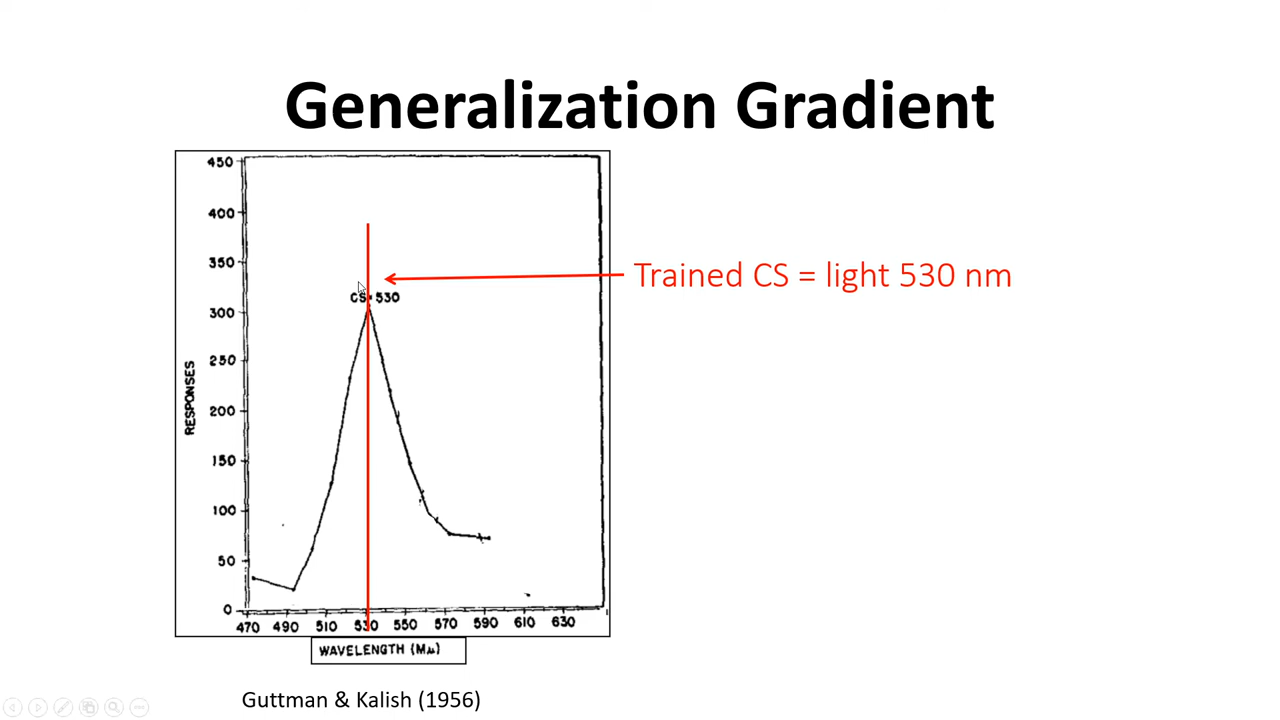 Generalization Gradient
450
400
350
Trained CS = light 530 nm
CS= 530
300
250
RESPONSES
200
150
100
50
0
470 490 510 530 550 570 590 610 630
WAVELENGTH (Mμ)
Guttman & Kalish (1956)